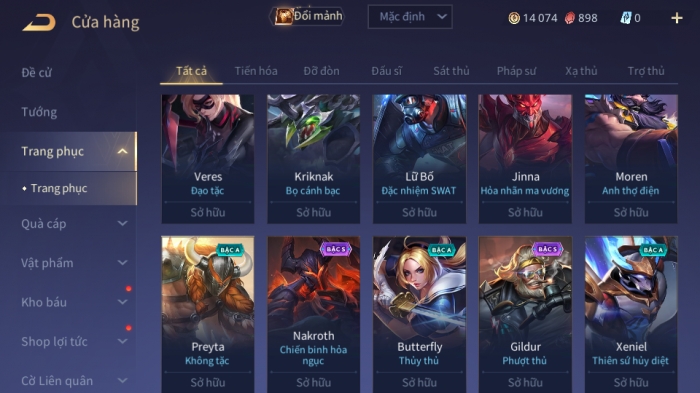 Cửa hàng
Đổi mảnh
Mặc định
14 074
898
0
Đề cử
Tướng
Trang phục
Trang phục
Quà cáp
Vật phẩm
Kho báu
Shop lợi tức
Cờ Liên quân
Tất cả Tiến hóa Đỡ đòn Đấu sĩ Sát thủ Pháp sư Xạ thủ Trợ thủ
Veres
Đạo tặc
Sở hữu
Kriknak
Bọ cánh bạc
Sở hữu
Lữ Bố
Đặc nhiệm SWAT
Sở hữu
Jinna
Hỏa nhãn ma vương
Sở hữu
Moren
Anh thợ điện
Sở hữu
BẬC A
Preyta
Không tặc
Sở hữu
BẬC S
Nakroth
Chiến binh hỏa
ngục
Sở hữu
BẬC A
Butterfly
Thủy thủ
Sở hữu
BẬC S
Gildur
Phượt thủ
Sở hữu
BẬC A
Xeniel
Thiên sứ hủy diệt
Sở hữu